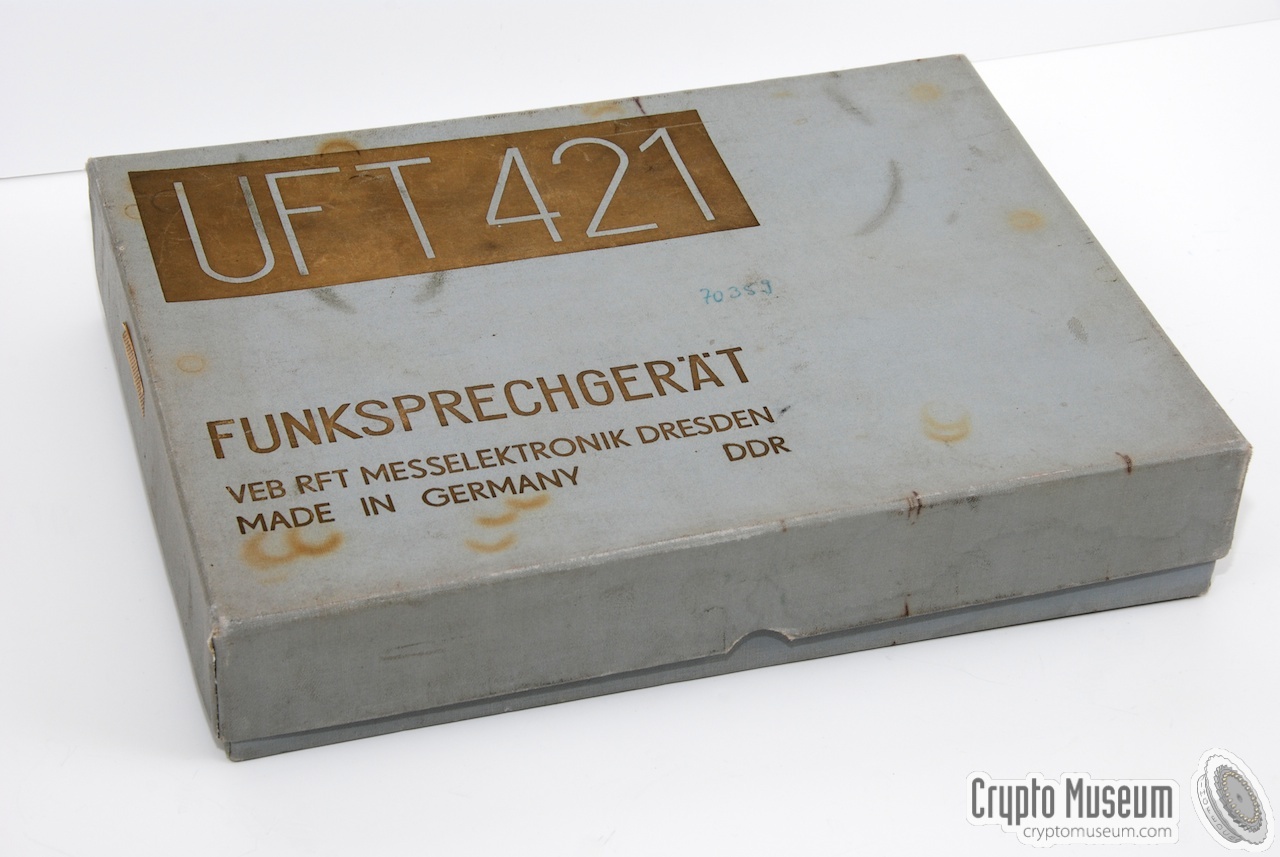 UFT 421
70359
FUNKSPRECHGERÄT
VEB RFT MESSELEKTRONIK DRESDEN
MADE IN GERMANY DDR
Crypto Museum
cryptomuseum.com